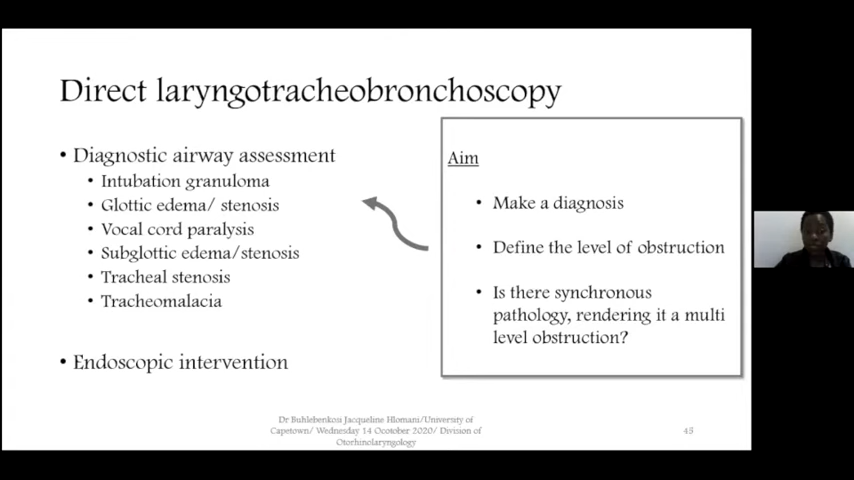 Direct laryngotracheobronchoscopy
• Diagnostic airway assessment
• Intubation granuloma
• Glottic edema/ stenosis
• Vocal cord paralysis
• Subglottic edema/stenosis
• Tracheal stenosis
• Tracheomalacia
• Endoscopic intervention
Aim
• Make a diagnosis
• Define the level of obstruction
• Is there synchronous
pathology, rendering it a multi
level obstruction?
Dr Buhlebenkosi Jacqueline Hlomani/University of
Capetown/ Wednesday 14 Ocotober 2020/ Division of
Otorhinolaryngology
45